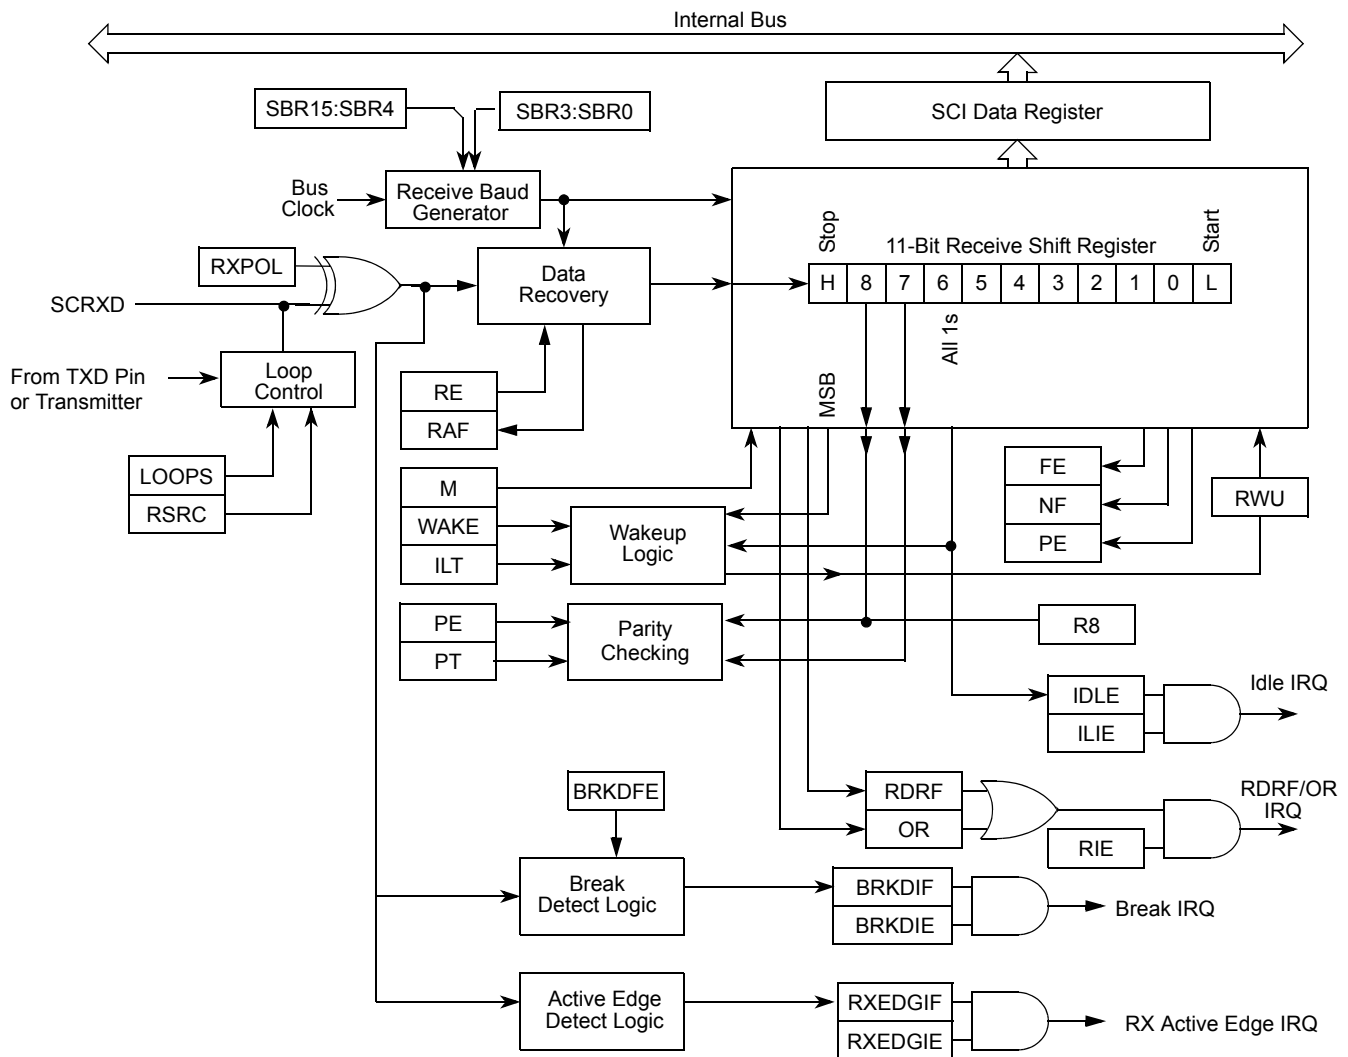 Internal Bus
SCI Data Register
SBR15:SBR4
SBR3:SBR0
Bus
Clock
Receive Baud
Generator
RXPOL
SCRXD
Data
Recovery
Stop
11-Bit Receive Shift Register
Start
H 8 7 6 5 4 3 2 1 0 L
All 1s
MSB
From TXD Pin
or Transmitter
Loop
Control
RE
RAF
LOOPS
RSRC
M
WAKE
ILT
Wakeup
Logic
FE
NF
PE
RWU
PE
PT
Parity
Checking
R8
IDLE
ILIE
Idle IRQ
BRKDFE
RDRF
OR
RIE
RDRF/OR
IRQ
Break
Detect Logic
BRKDIF
BRKDIE
Break IRQ
Active Edge
Detect Logic
RXEDGIF
RXEDGIE
RX Active Edge IRQ